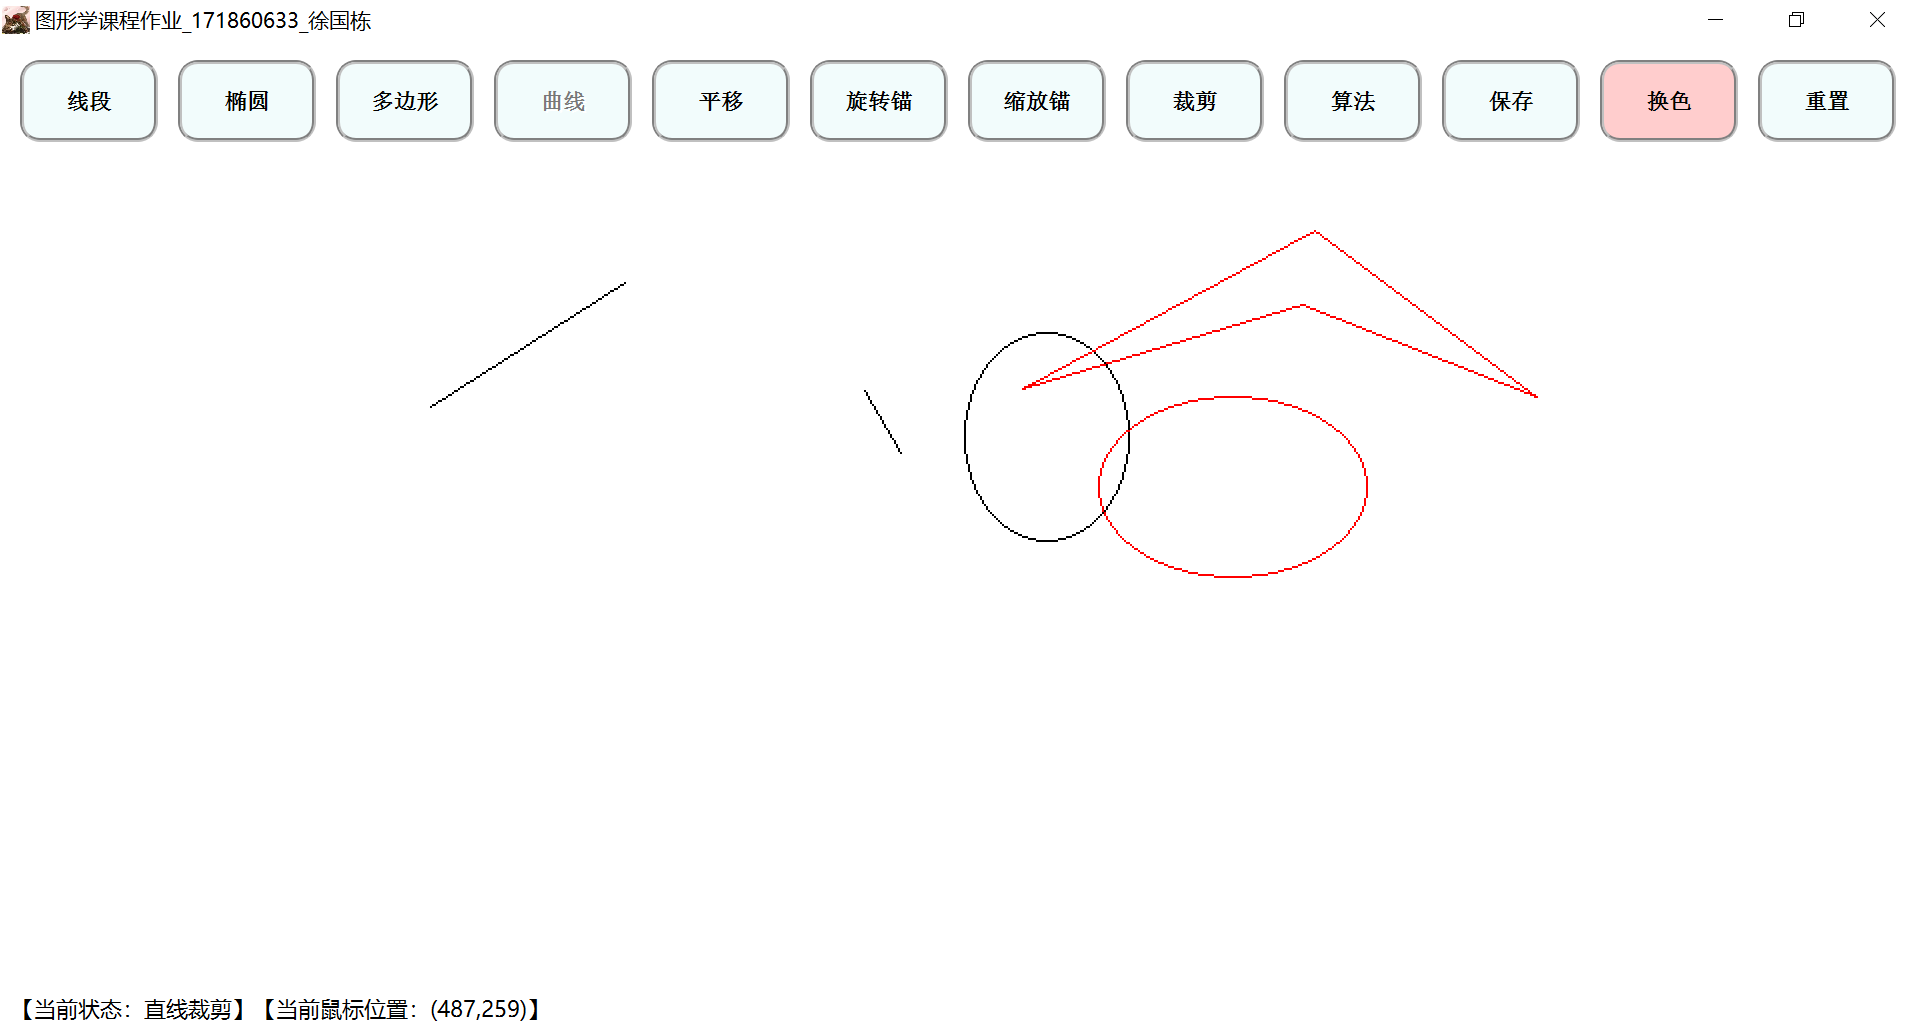 图形学课程作业_171860633_徐国栋
线段 椭圆 多边形 曲线 平移 旋转锚 缩放锚 裁剪 算法 保存 换色 重置
【当前状态：直线裁剪】【当前鼠标位置：(487,259)】